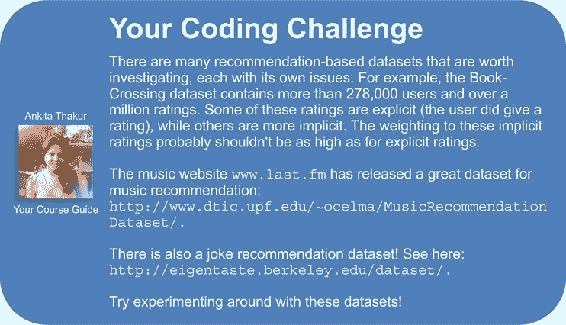 Your Coding Challenge
There are many recommendation-based datasets that are worth
investigating, each with its own issues. For example, the Book-
Crossing dataset contains more than 278,000 users and over a
million ratings. Some of these ratings are explicit (the user did give a
rating), while others are more implicit. The weighting to these implicit
ratings probably shouldn't be as high as for explicit ratings.
Ankita Thakur
Your Course Guide
The music website www.last.fm has released a great dataset for
music recommendation:
http://www.dtic.upf.edu/~ocelma/MusicRecommendation
Dataset/.
There is also a joke recommendation dataset! See here:
http://eigentaste.berkeley.edu/dataset/.
Try experimenting around with these datasets!